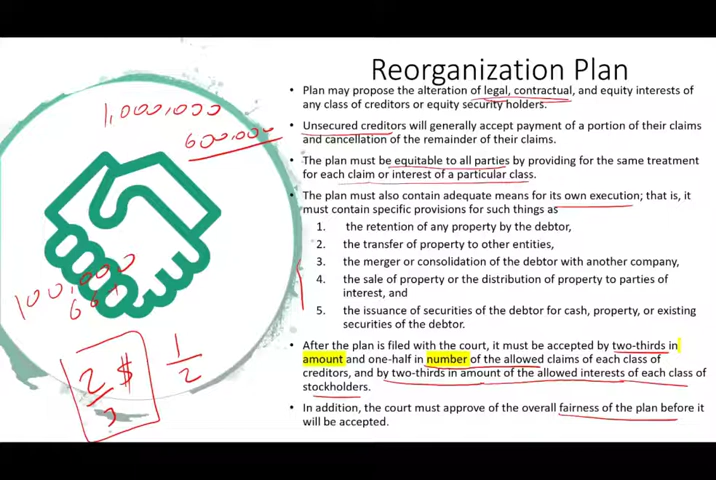 Reorganization Plan
• Plan may propose the alteration of legal, contractual, and equity interests of
any class of creditors or equity security holders.
• Unsecured creditors will generally accept payment of a portion of their claims
and cancellation of the remainder of their claims.
• The plan must be equitable to all parties by providing for the same treatment
for each claim or interest of a particular class.
• The plan must also contain adequate means for its own execution; that is, it
must contain specific provisions for such things as
1. the retention of any property by the debtor,
2. the transfer of property to other entities,
3. the merger or consolidation of the debtor with another company,
4. the sale of property or the distribution of property to parties of
interest, and
5. the issuance of securities of the debtor for cash, property, or existing
securities of the debtor.
• After the plan is filed with the court, it must be accepted by two-thirds in
amount and one-half in number of the allowed claims of each class of
creditors, and by two-thirds in amount of the allowed interests of each class of
stockholders.
• In addition, the court must approve of the overall fairness of the plan before it
will be accepted.
1,000,000
600,000
100,000
2/3 $
1/2